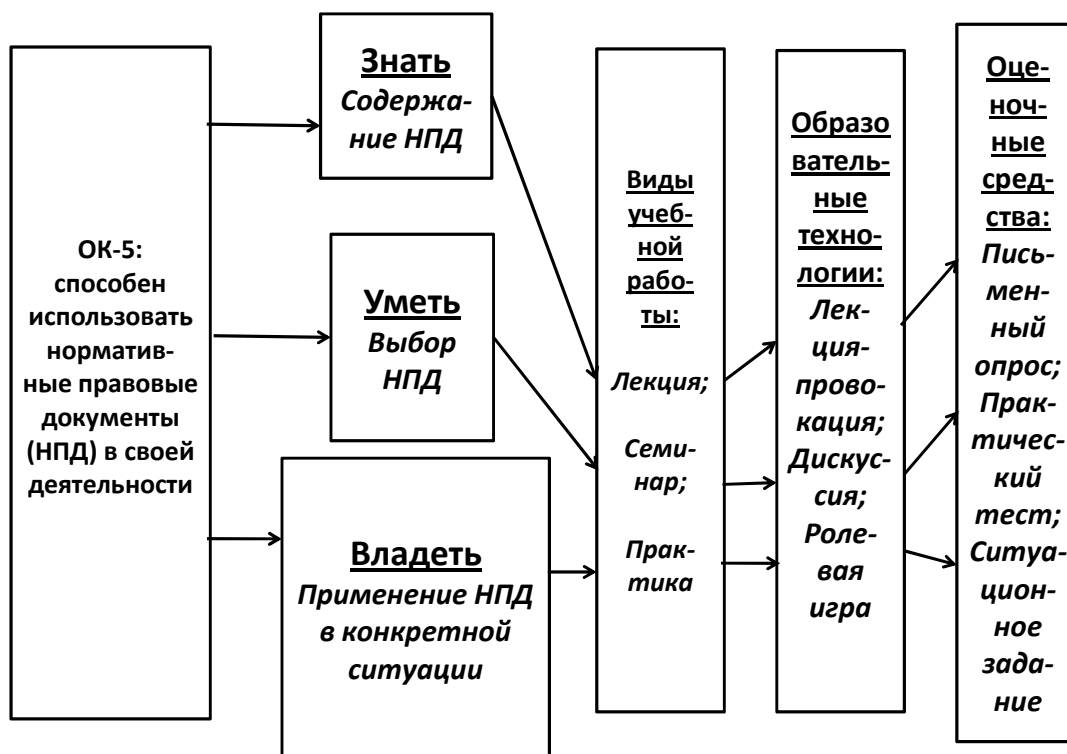 ОК-5:
способен
использовать
норматив-
ные правовые
документы
(НПД) в своей
деятельности
Знать
Содержа-
ние НПД
Уметь
Выбор
НПД
Владеть
Применение НПД
в конкретной
ситуации
Виды
учеб-
ной
рабо-
ты:
Лекция;
Семи-
нар;
Прак-
тика
Образо
ватель-
ные
техно-
логии:
Лек-
ция-
прово-
кация;
Дискус-
сия;
Роле-
вая
игра
Оце-
ноч-
ные
сред-
ства:
Пись-
мен-
ный
опрос;
Прак-
тичес-
кий
тест;
Ситуа-
цион-
ное
зада-
ние